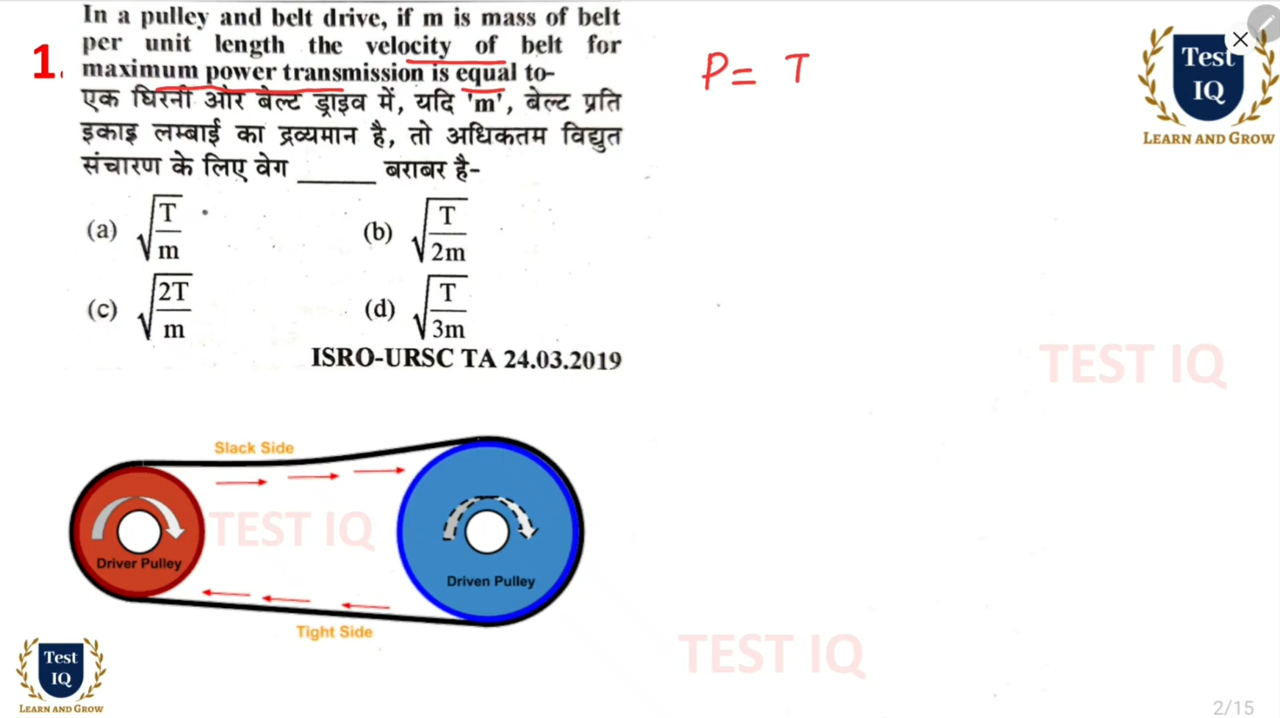 1.
In a pulley and belt drive, if m is mass of belt
per unit length the velocity of belt for
maximum power transmission is equal to-
एक घिरनी और बेल्ट ड्राइव में, यदि 'm', बेल्ट प्रति
इकाइ लम्बाई का द्रव्यमान है, तो अधिकतम विद्युत
संचारण के लिए वेग ______ बराबर है-
(a) √T/m (b) √T/2m
(c) √2T/m (d) √T/3m
ISRO-URSC TA 24.03.2019
P= T
Test
IQ
LEARN AND GROW
TEST IQ
Slack Side
TEST IQ
Driver Pulley
Driven Pulley
Tight Side
TEST IQ
Test
IQ
LEARN AND GROW
2/15